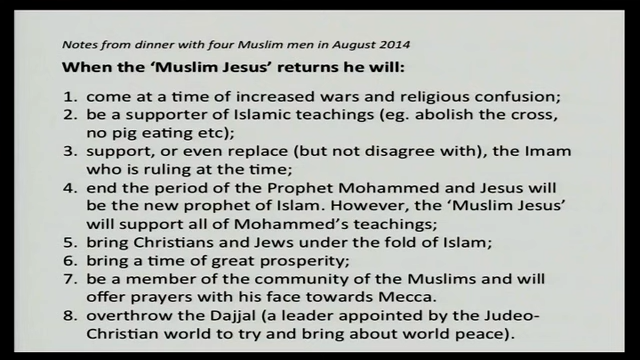 Notes from dinner with four Muslim men in August 2014
When the ‘Muslim Jesus’ returns he will:
1. come at a time of increased wars and religious confusion;
2. be a supporter of Islamic teachings (eg. abolish the cross,
no pig eating etc);
3. support, or even replace (but not disagree with), the Imam
who is ruling at the time;
4. end the period of the Prophet Mohammed and Jesus will
be the new prophet of Islam. However, the ‘Muslim Jesus’
will support all of Mohammed’s teachings;
5. bring Christians and Jews under the fold of Islam;
6. bring a time of great prosperity;
7. be a member of the community of the Muslims and will
offer prayers with his face towards Mecca.
8. overthrow the Dajjal (a leader appointed by the Judeo-
Christian world to try and bring about world peace).